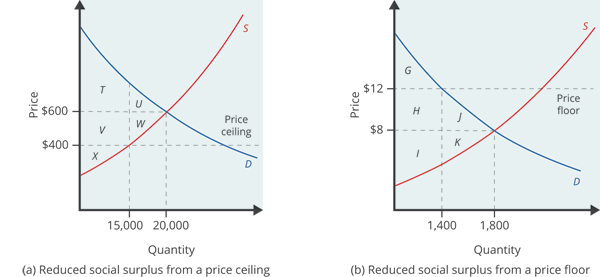 S
T
U
$600
Price
ceiling
V
W
$400
X
D
Price
15,000 20,000
Quantity
(a) Reduced social surplus from a price ceiling
S
G
$12
Price
floor
H
J
$8
K
I
D
Price
1,400 1,800
Quantity
(b) Reduced social surplus from a price floor